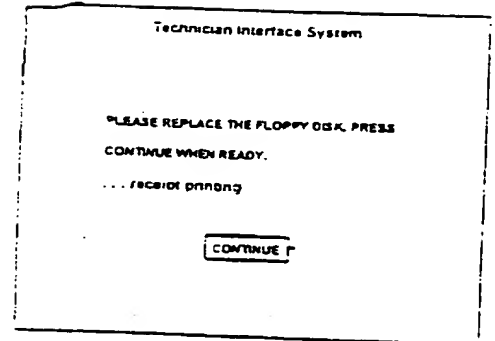 Technician Interface System
PLEASE REPLACE THE FLOPPY DISK, PRESS
CONTINUE WHEN READY.
... receipt printing
CONTINUE